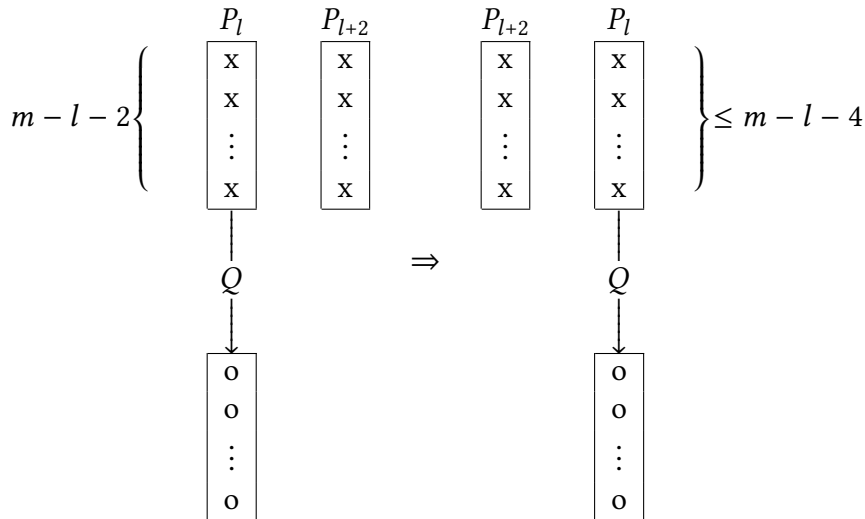 P_l P_{l+2} P_{l+2} P_l
x x x x
x x x x
m − l − 2 { } ≤ m − l − 4
⋮ ⋮ ⋮ ⋮
x x x x
⇒
Q Q
o o
o o
⋮ ⋮
o o